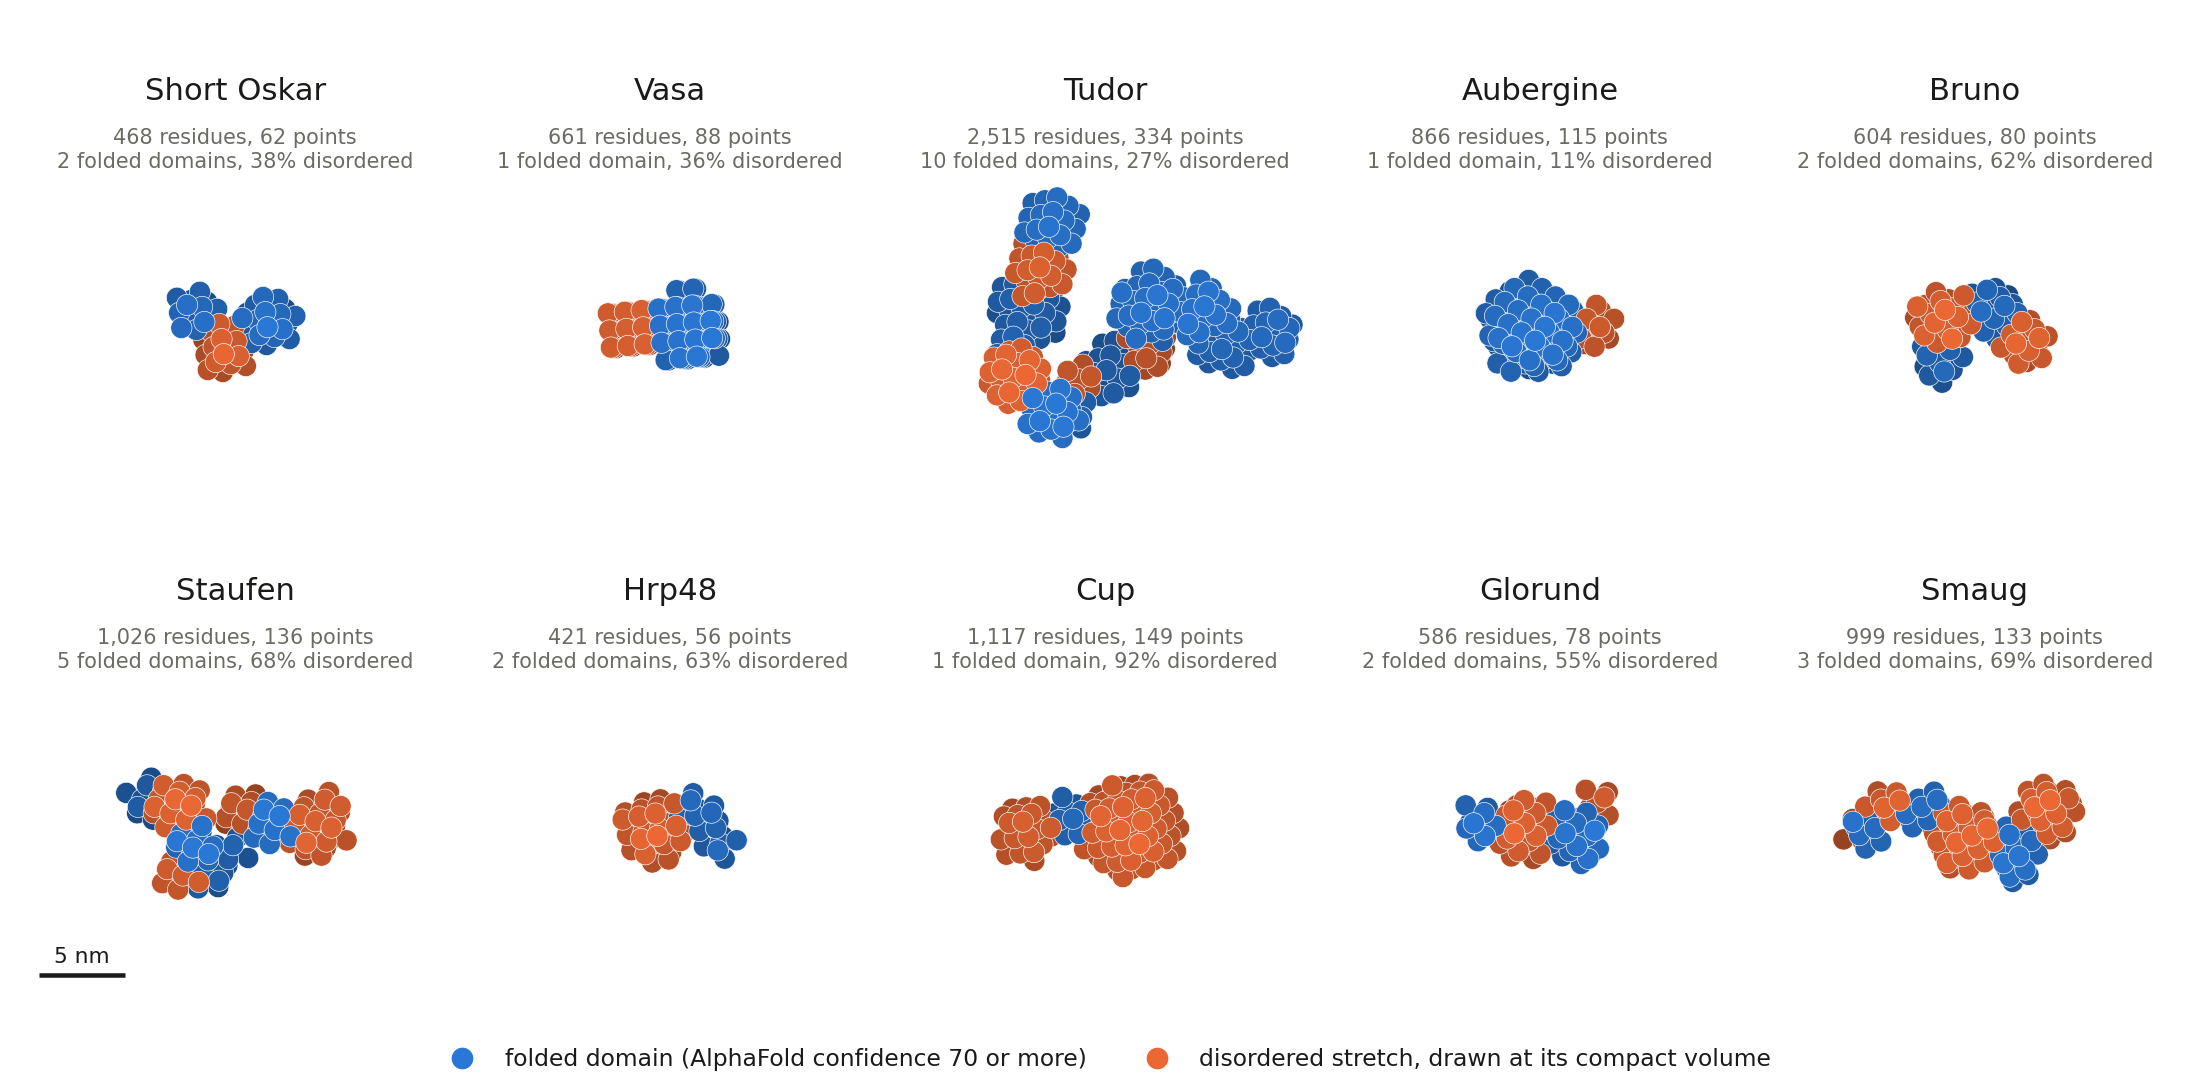 Short Oskar
468 residues, 62 points
2 folded domains, 38% disordered
Vasa
661 residues, 88 points
1 folded domain, 36% disordered
Tudor
2,515 residues, 334 points
10 folded domains, 27% disordered
Aubergine
866 residues, 115 points
1 folded domain, 11% disordered
Bruno
604 residues, 80 points
2 folded domains, 62% disordered
Staufen
1,026 residues, 136 points
5 folded domains, 68% disordered
Hrp48
421 residues, 56 points
2 folded domains, 63% disordered
Cup
1,117 residues, 149 points
1 folded domain, 92% disordered
Glorund
586 residues, 78 points
2 folded domains, 55% disordered
Smaug
999 residues, 133 points
3 folded domains, 69% disordered
5 nm
folded domain (AlphaFold confidence 70 or more)
disordered stretch, drawn at its compact volume